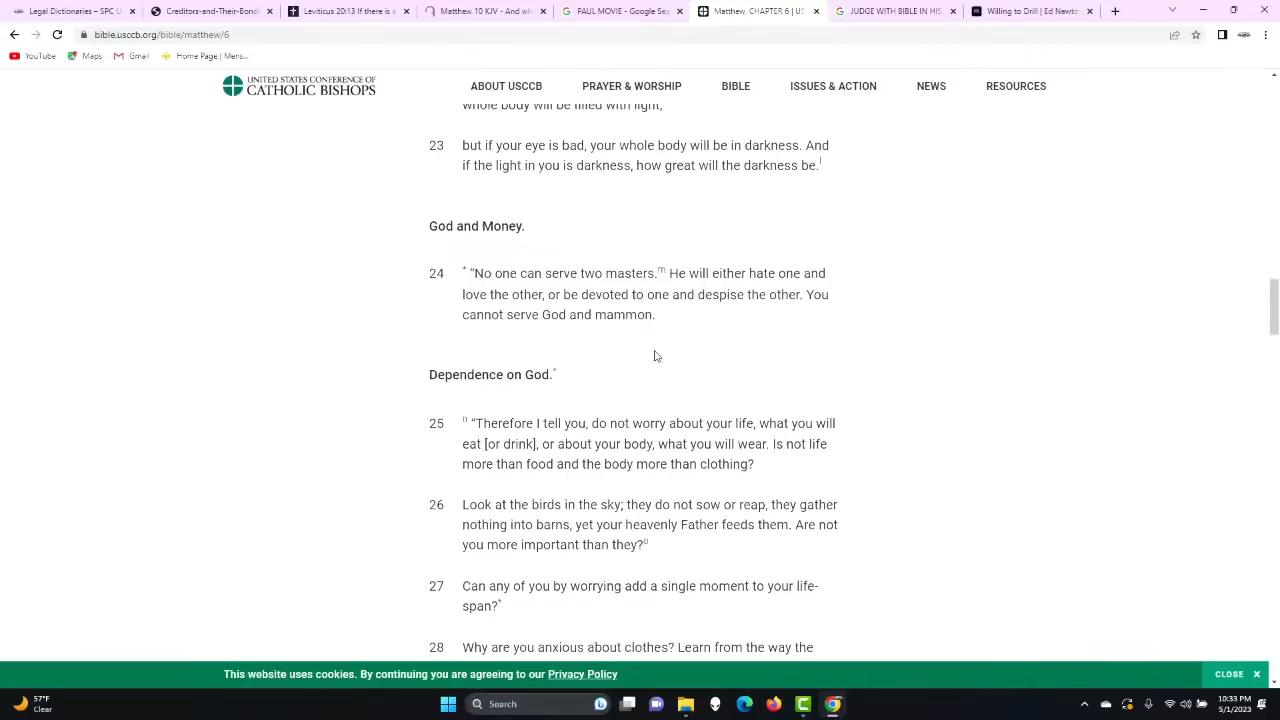 Legal Dictionaries – SPC U
Creditors-and-Their-Bond
Leviticus 20:13 If there is a
Matthew.10 KJV - And wh
PAUL MOVIE - Google Sea
Matthew, CHAPTER 6 | US
JUDGE WITH BIBLE IN HIS
Willing to Drill | Ed Newto
bible.usccb.org/bible/matthew/6
YouTube
Maps
Gmail
Home Page | Mens...
UNITED STATES CONFERENCE OF
CATHOLIC BISHOPS
ABOUT USCCB
PRAYER & WORSHIP
BIBLE
ISSUES & ACTION
NEWS
RESOURCES
whole body will be filled with light;
23 but if your eye is bad, your whole body will be in darkness. And
if the light in you is darkness, how great will the darkness be.l
God and Money.
24 * “No one can serve two masters.m He will either hate one and
love the other, or be devoted to one and despise the other. You
cannot serve God and mammon.
Dependence on God.*
25 n “Therefore I tell you, do not worry about your life, what you will
eat [or drink], or about your body, what you will wear. Is not life
more than food and the body more than clothing?
26 Look at the birds in the sky; they do not sow or reap, they gather
nothing into barns, yet your heavenly Father feeds them. Are not
you more important than they?o
27 Can any of you by worrying add a single moment to your life-
span?*
28 Why are you anxious about clothes? Learn from the way the
This website uses cookies. By continuing you are agreeing to our Privacy Policy
CLOSE ×
57°F
Clear
Search
10:33 PM
5/1/2023